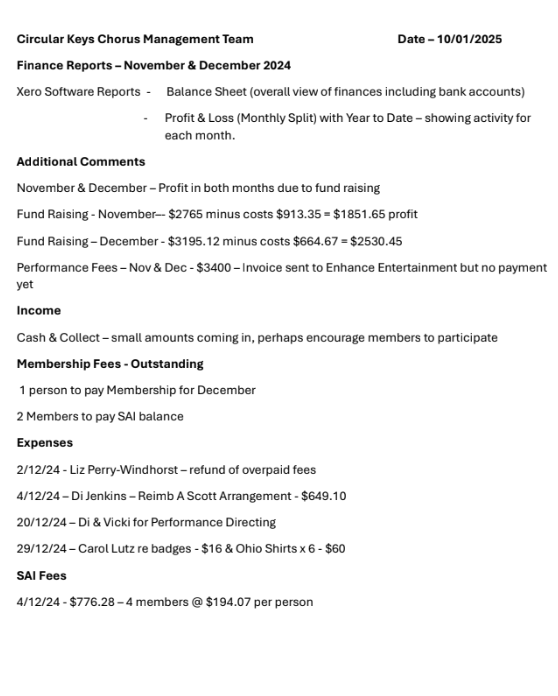 Circular Keys Chorus Management Team Date – 10/01/2025
Finance Reports – November & December 2024
Xero Software Reports - Balance Sheet (overall view of finances including bank accounts)
- Profit & Loss (Monthly Split) with Year to Date – showing activity for
each month.
Additional Comments
November & December – Profit in both months due to fund raising
Fund Raising - November–- $2765 minus costs $913.35 = $1851.65 profit
Fund Raising – December - $3195.12 minus costs $664.67 = $2530.45
Performance Fees – Nov & Dec - $3400 – Invoice sent to Enhance Entertainment but no payment
yet
Income
Cash & Collect – small amounts coming in, perhaps encourage members to participate
Membership Fees - Outstanding
1 person to pay Membership for December
2 Members to pay SAI balance
Expenses
2/12/24 - Liz Perry-Windhorst – refund of overpaid fees
4/12/24 – Di Jenkins – Reimb A Scott Arrangement - $649.10
20/12/24 – Di & Vicki for Performance Directing
29/12/24 – Carol Lutz re badges - $16 & Ohio Shirts x 6 - $60
SAI Fees
4/12/24 - $776.28 – 4 members @ $194.07 per person